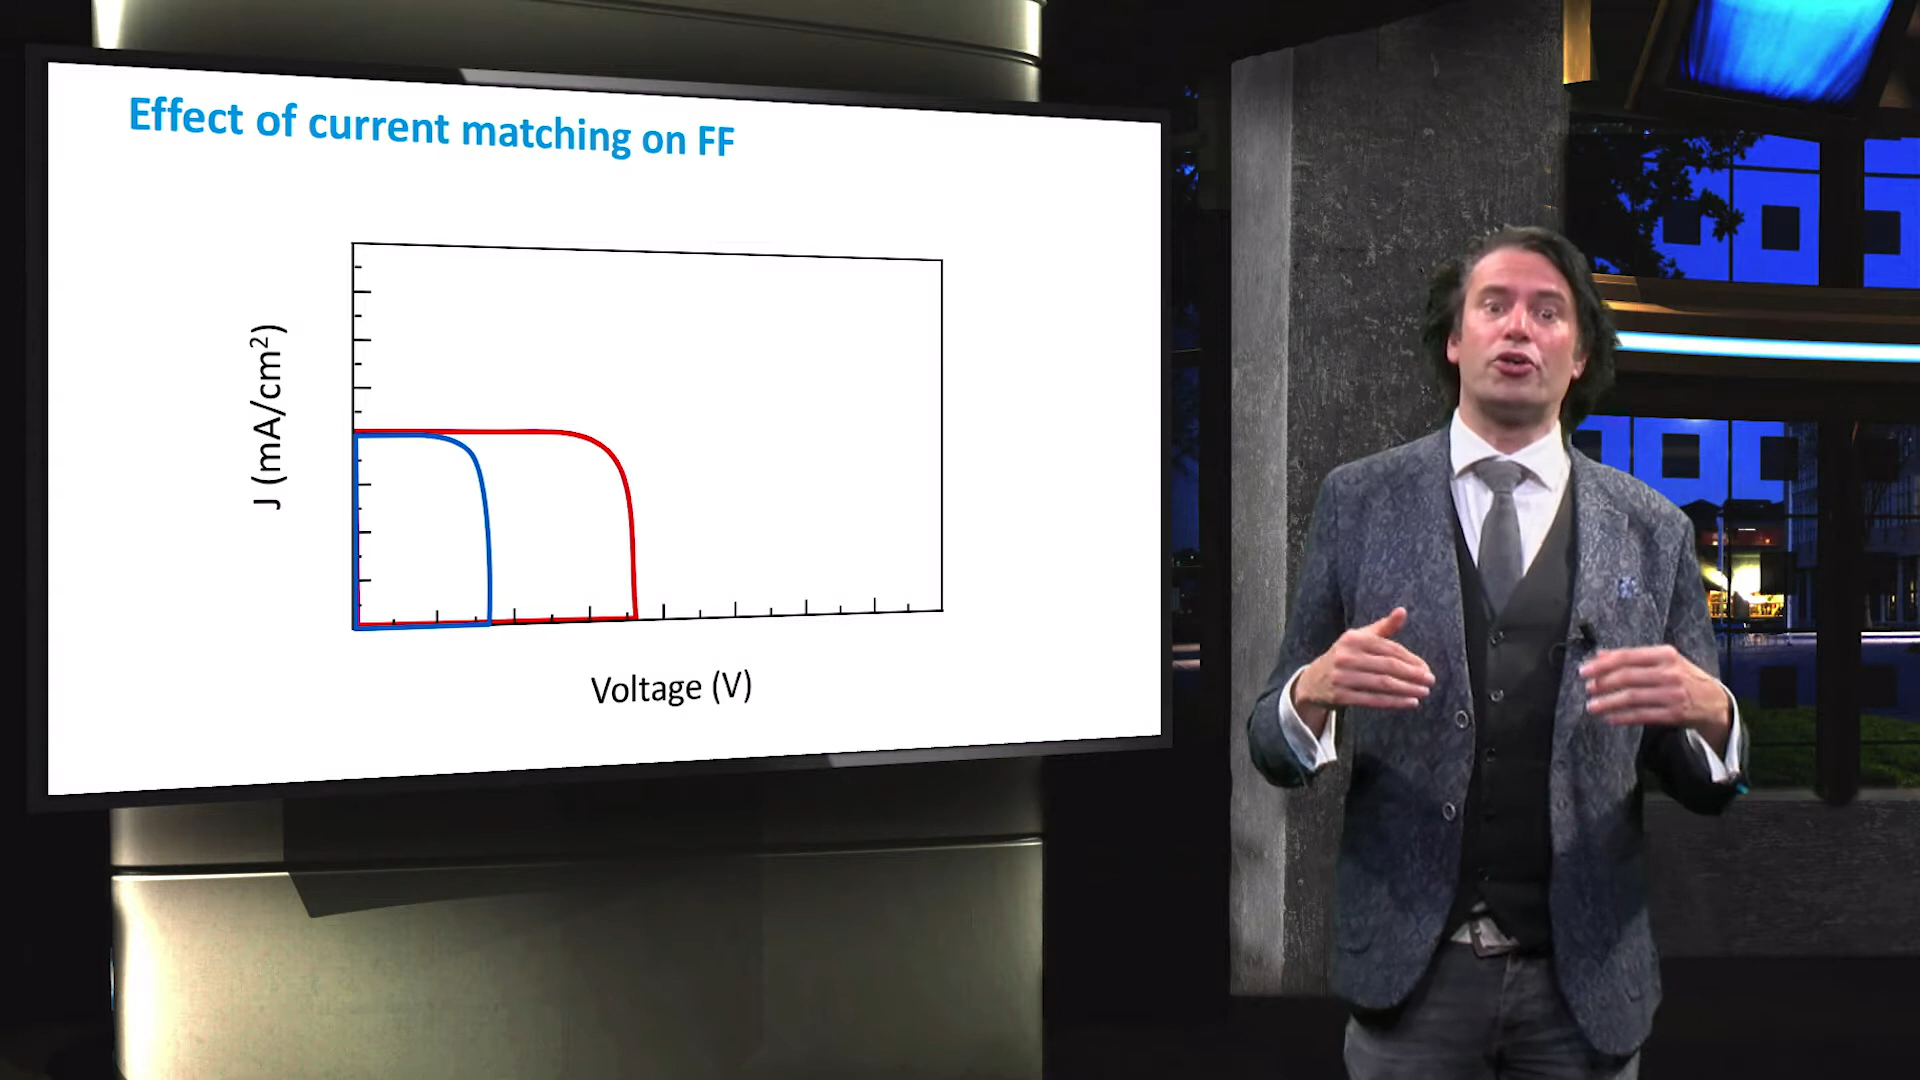 Effect of current matching on FF
J (mA/cm²)
Voltage (V)